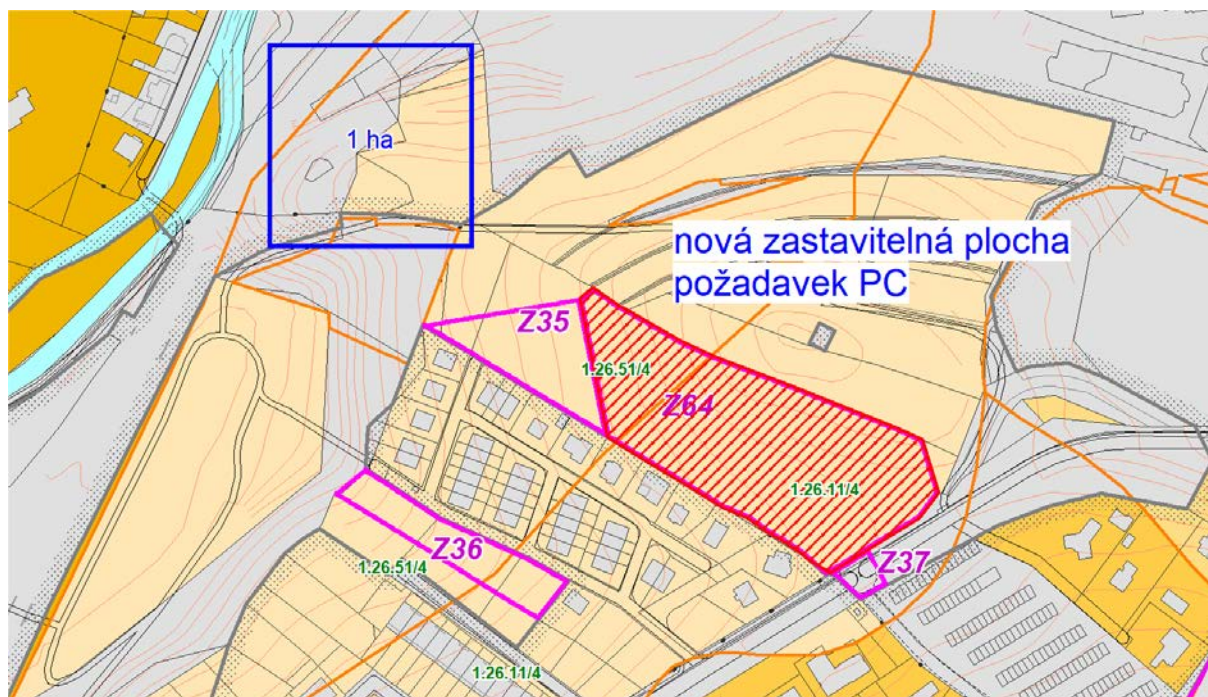 1 ha
nová zastavitelná plocha
požadavek PC
Z35
1.26.51/4
Z64
1.26.11/4
Z36
1.26.51/4
Z37
1.26.11/4